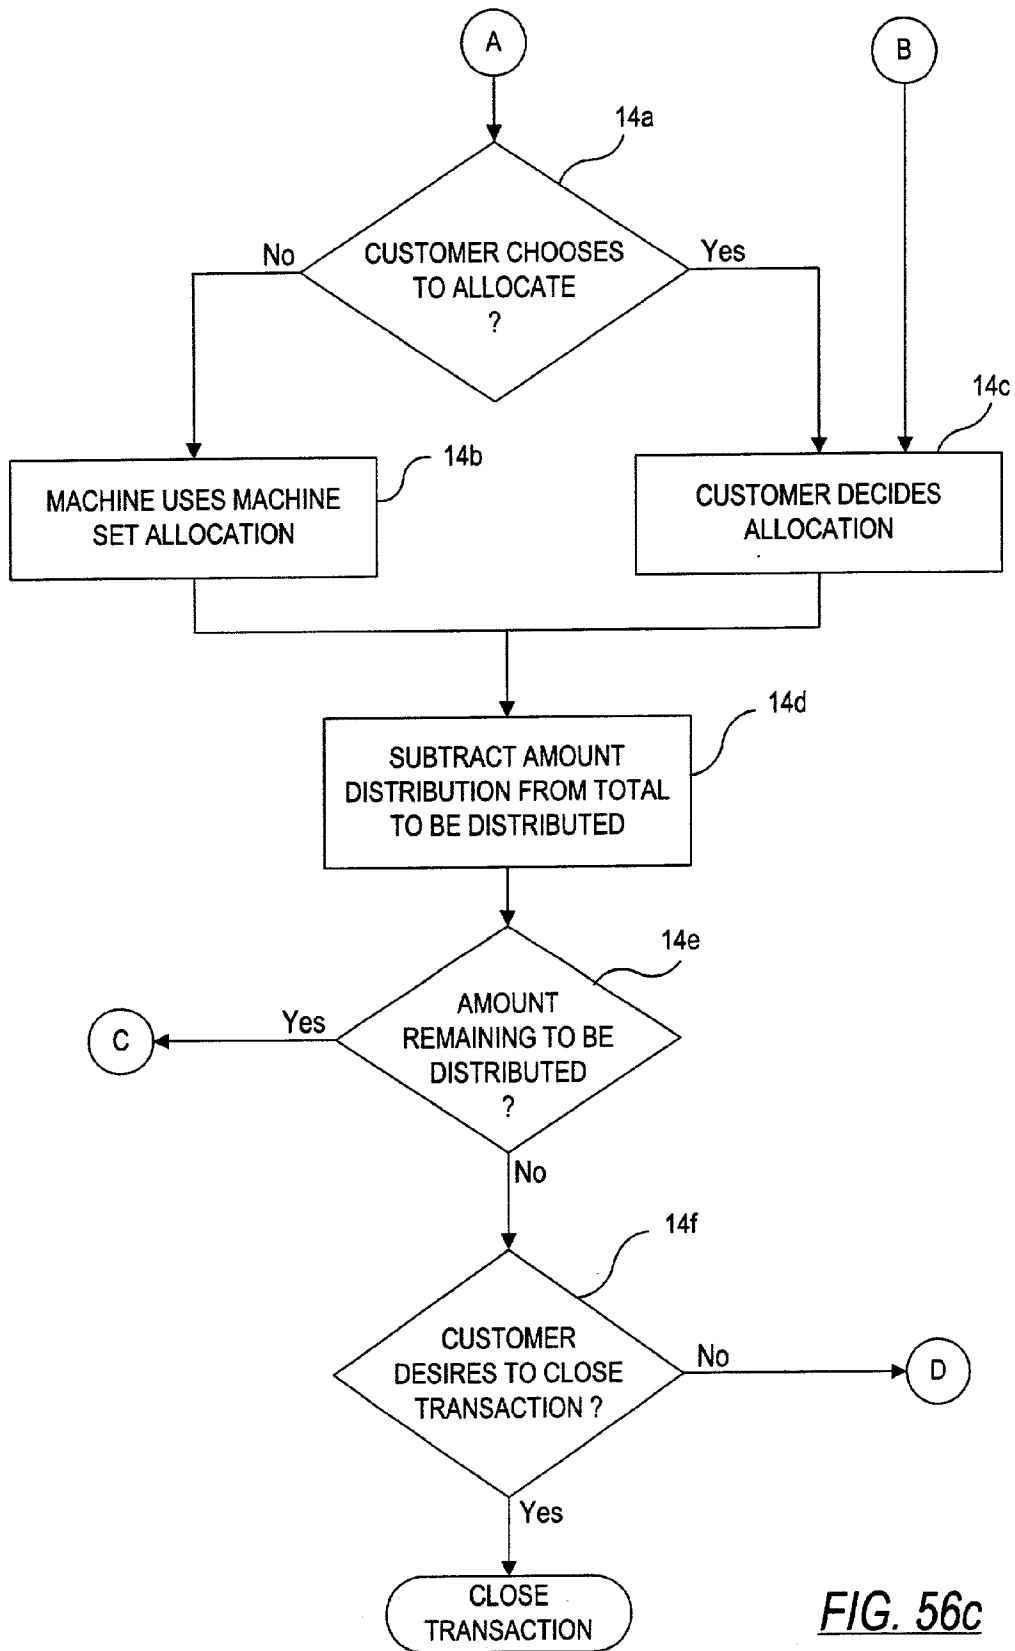 A
B
14a
No
CUSTOMER CHOOSES
TO ALLOCATE
?
Yes
14c
14b
MACHINE USES MACHINE
SET ALLOCATION
CUSTOMER DECIDES
ALLOCATION
14d
SUBTRACT AMOUNT
DISTRIBUTION FROM TOTAL
TO BE DISTRIBUTED
14e
C
Yes
AMOUNT
REMAINING TO BE
DISTRIBUTED
?
No
14f
CUSTOMER
DESIRES TO CLOSE
TRANSACTION ?
No
D
Yes
CLOSE
TRANSACTION
FIG. 56c